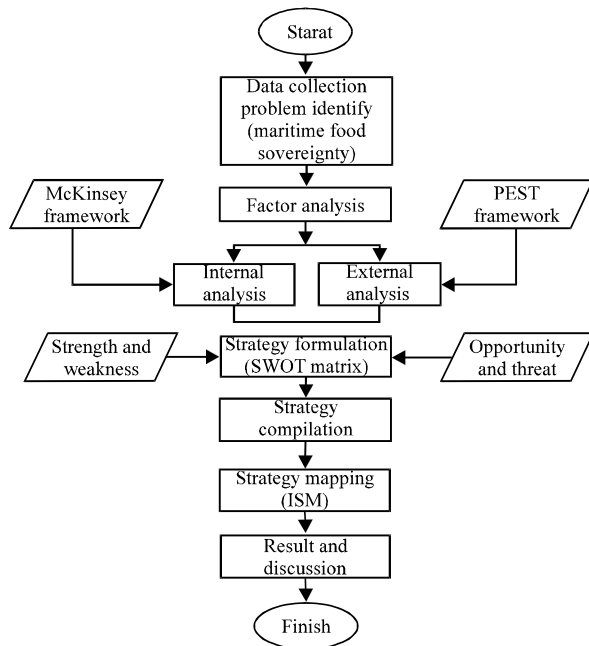 Starat
Data collection
problem identify
(maritime food
sovereignty)
McKinsey
framework
Factor analysis
PEST
framework
Internal
analysis
External
analysis
Strength and
weakness
Strategy formulation
(SWOT matrix)
Opportunity
and threat
Strategy
compilation
Strategy mapping
(ISM)
Result and
discussion
Finish